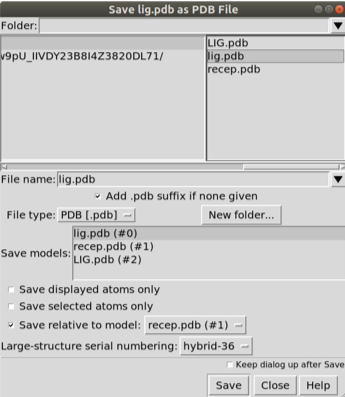 Save lig.pdb as PDB File
Folder:
LIG.pdb
w9pU_IIVDY23B8I4Z3820DL71/
lig.pdb
recep.pdb
File name: lig.pdb
Add .pdb suffix if none given
File type: PDB [.pdb] New folder...
Save models:
lig.pdb (#0)
recep.pdb (#1)
LIG.pdb (#2)
Save displayed atoms only
Save selected atoms only
Save relative to model: recep.pdb (#1)
Large-structure serial numbering: hybrid-36
Keep dialog up after Save
Save Close Help